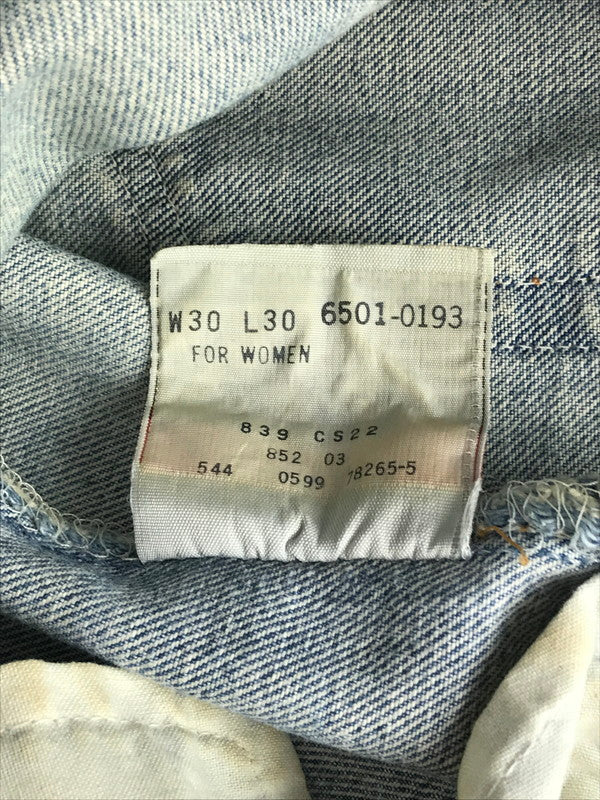 W30 L30 6501-0193
FOR WOMEN
839 CS22
852 03
544 0599 78265-5